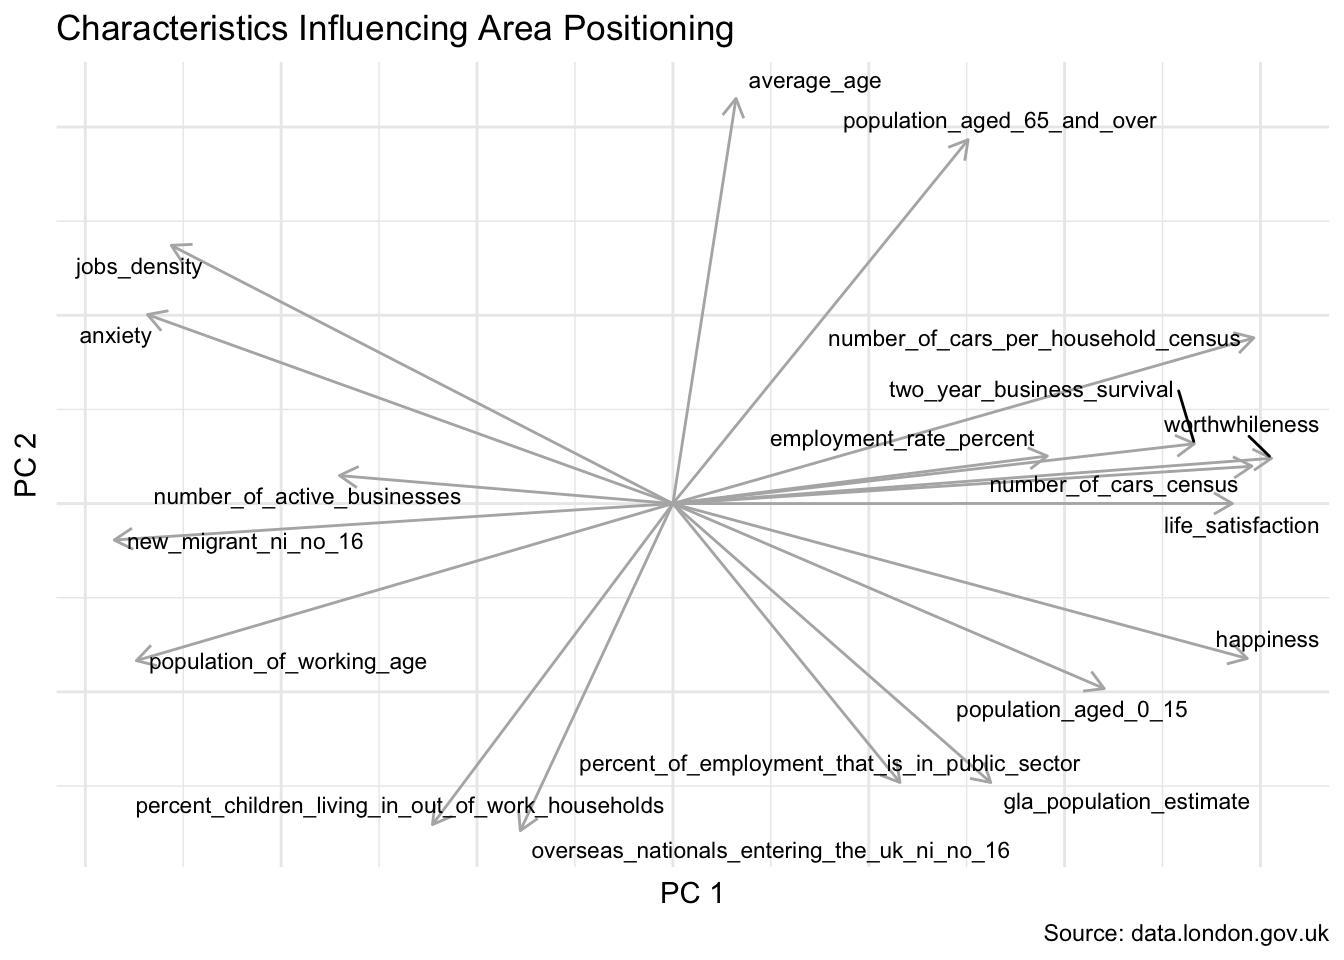 Characteristics Influencing Area Positioning
average_age
population_aged_65_and_over
jobs_density
anxiety
number_of_cars_per_household_census
two_year_business_survival
worthwhileness
employment_rate_percent
number_of_cars_census
number_of_active_businesses
life_satisfaction
new_migrant_ni_no_16
happiness
population_of_working_age
population_aged_0_15
percent_of_employment_that_is_in_public_sector
gla_population_estimate
percent_children_living_in_out_of_work_households
overseas_nationals_entering_the_uk_ni_no_16
PC 2
PC 1
Source: data.london.gov.uk